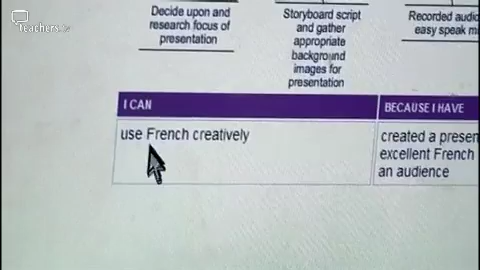 Teachers.tv
Decide upon and
research focus of
presentation
Storyboard script
and gather
appropriate
background
images for
presentation
Recorded audio
easy speak
I CAN
BECAUSE I HAVE
use French creatively
created a presen
excellent French
an audience